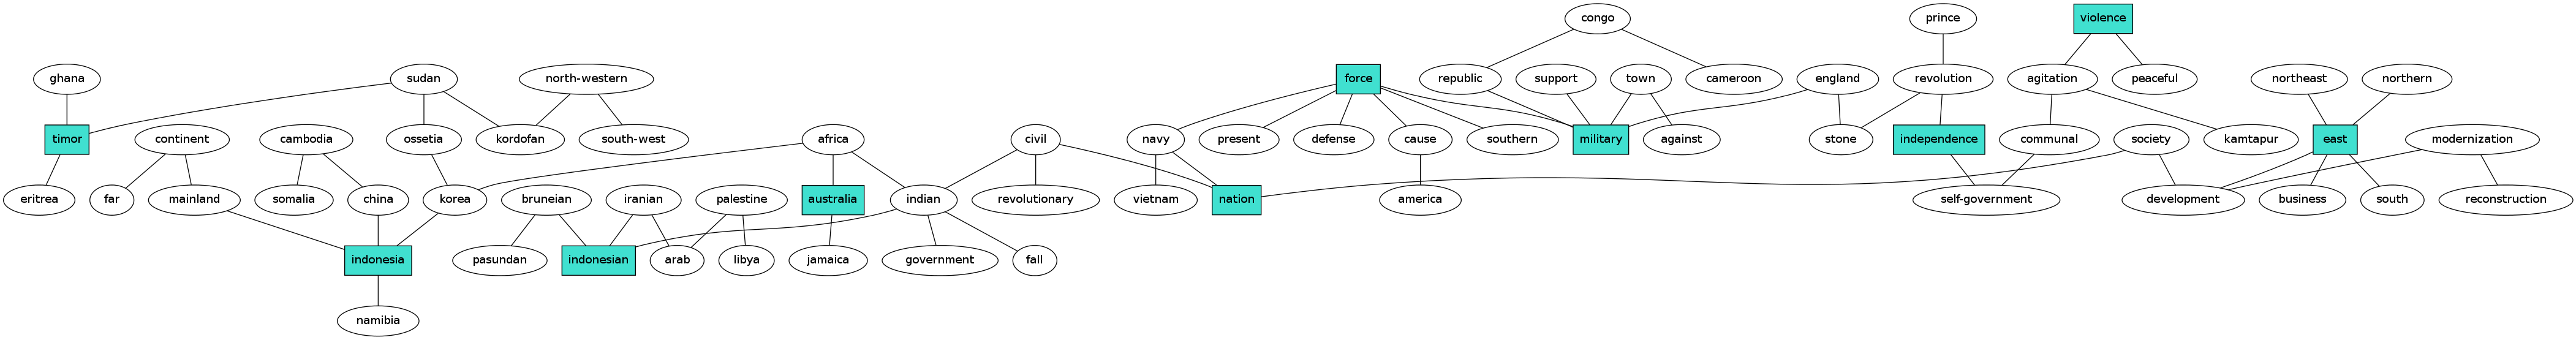 congo
prince
violence
ghana
sudan
north-western
force
republic
support
town
cameroon
england
revolution
agitation
peaceful
northeast
northern
timor
continent
cambodia
ossetia
kordofan
south-west
africa
civil
navy
present
defense
cause
southern
military
against
stone
independence
communal
society
kamtapur
east
modernization
eritrea
far
mainland
somalia
china
korea
bruneian
iranian
palestine
australia
indian
revolutionary
vietnam
nation
america
self-government
development
business
south
reconstruction
indonesia
pasundan
indonesian
arab
libya
jamaica
government
fall
namibia